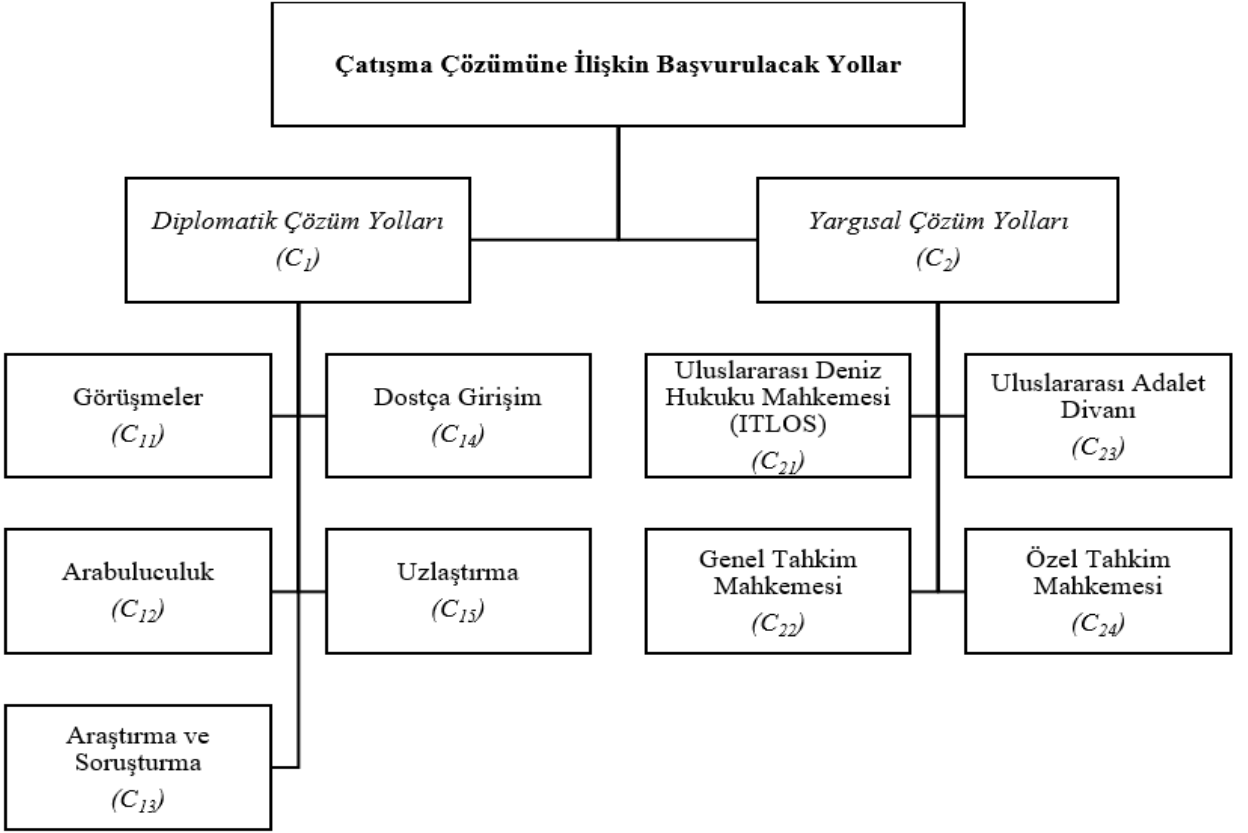 Çatışma Çözümüne İlişkin Başvurulacak Yollar
Diplomatik Çözüm Yolları
(C1)
Yargısal Çözüm Yolları
(C2)
Görüşmeler
(C11)
Dostça Girişim
(C14)
Uluslararası Deniz
Hukuku Mahkemesi
(ITLOS)
(C21)
Uluslararası Adalet
Divanı
(C23)
Arabuluculuk
(C12)
Uzlaştırma
(C15)
Genel Tahkim
Mahkemesi
(C22)
Özel Tahkim
Mahkemesi
(C24)
Araştırma ve
Soruşturma
(C13)